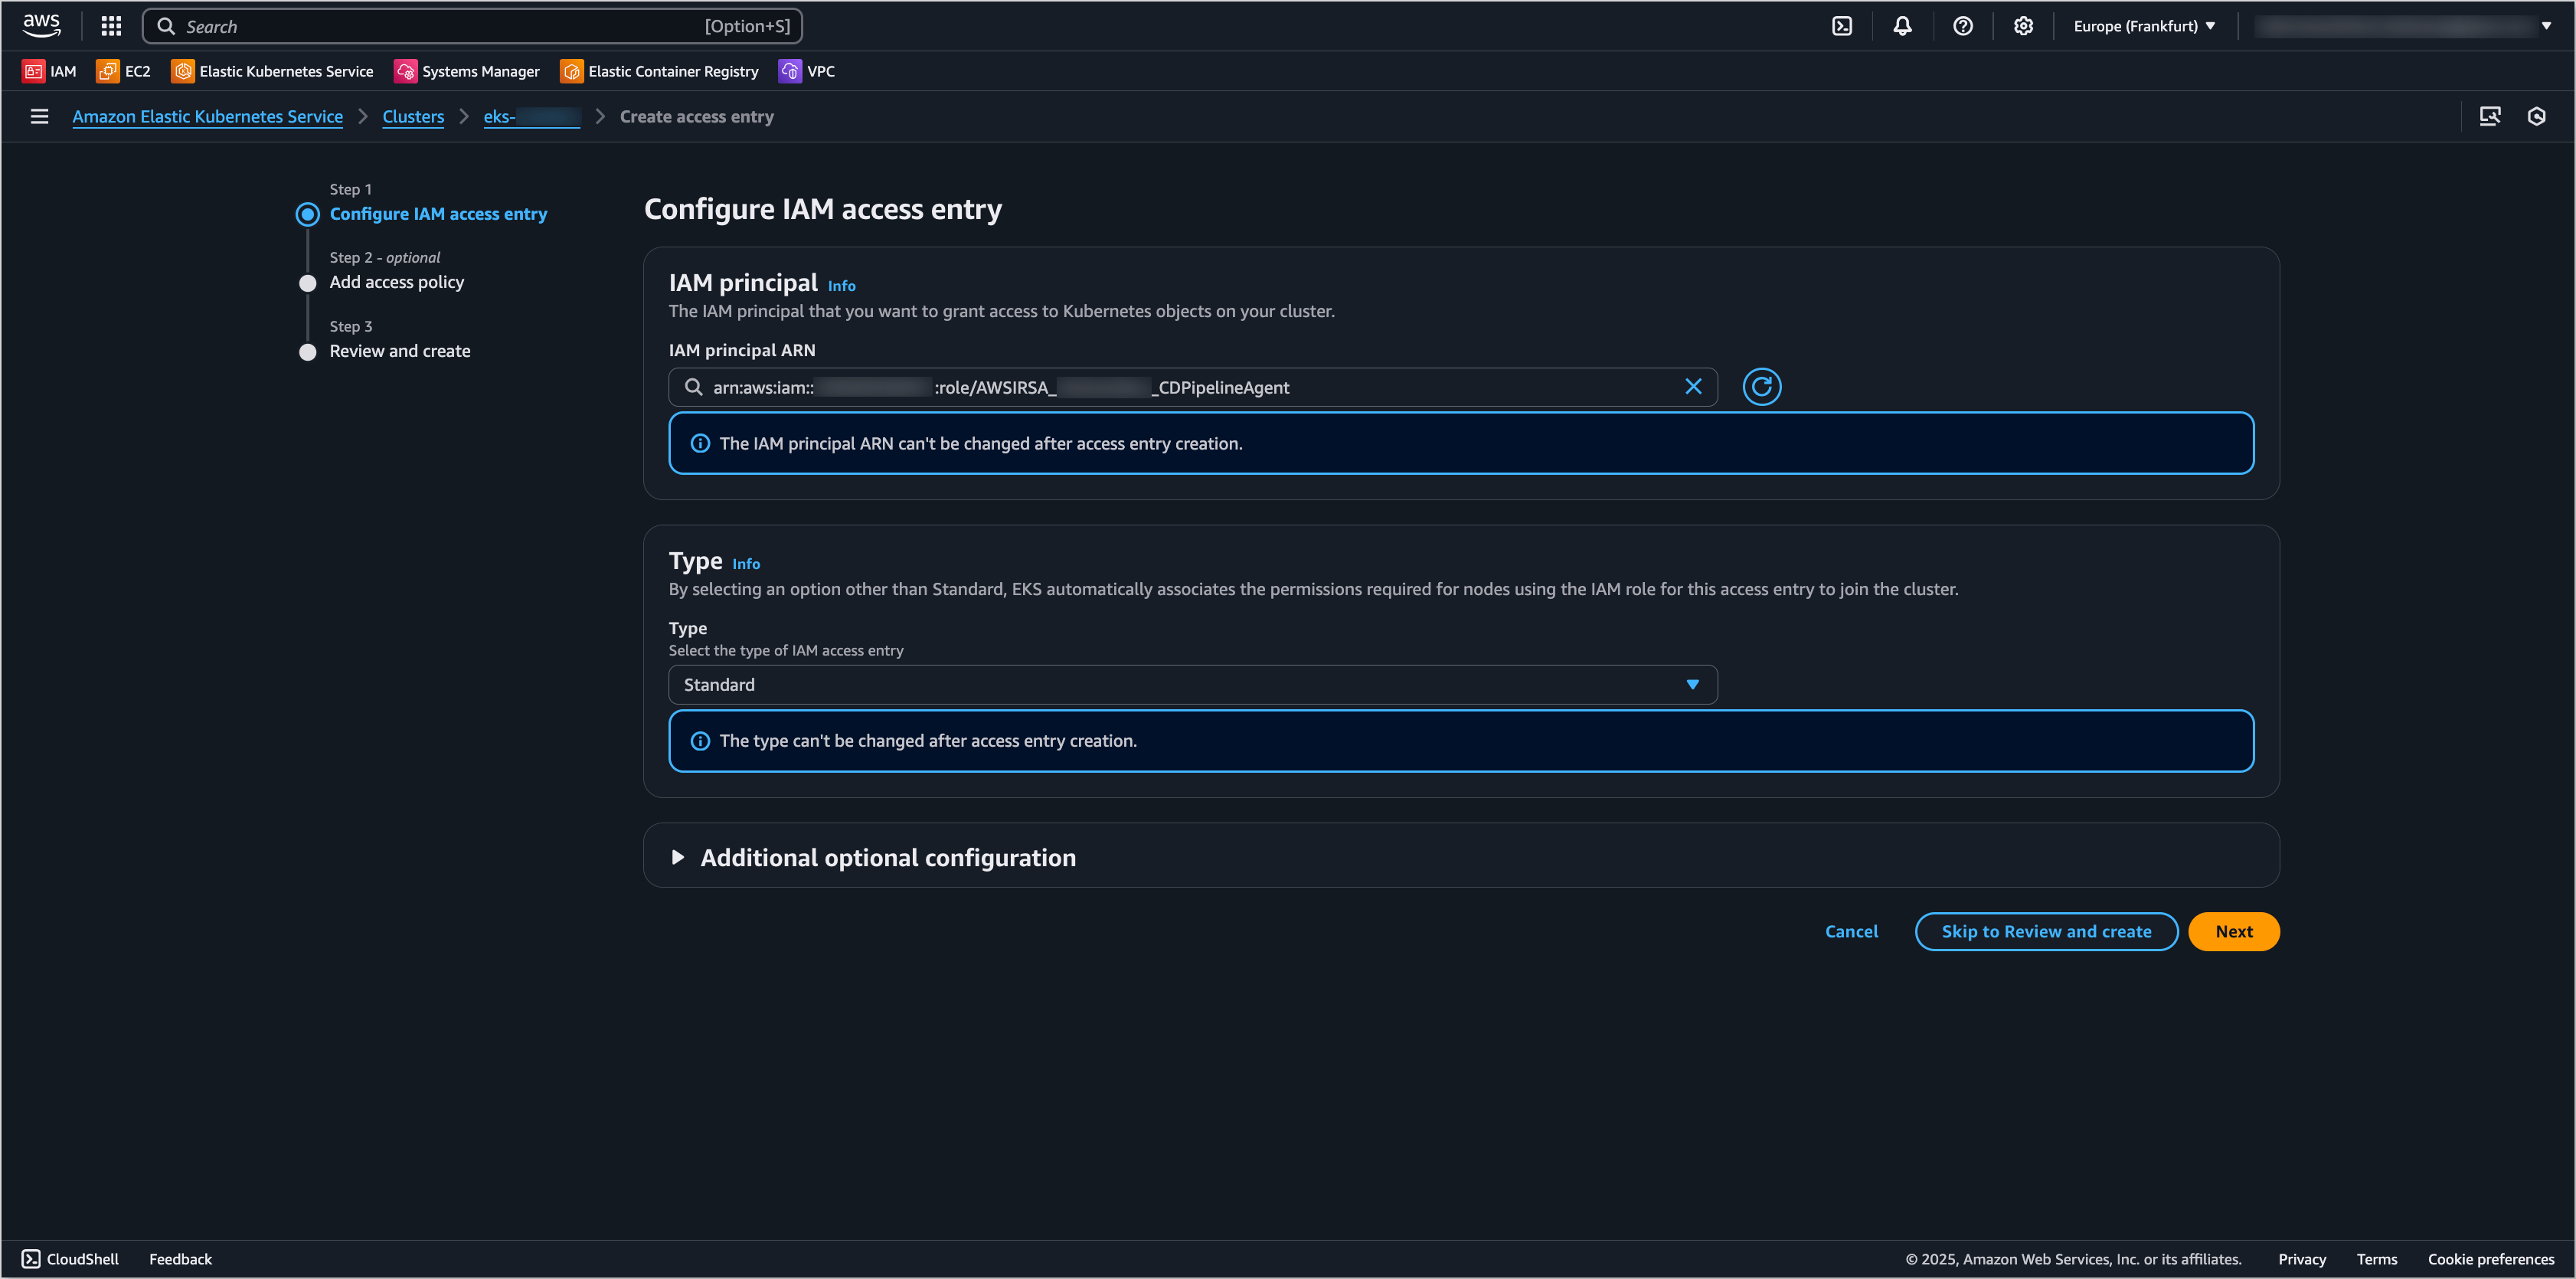 aws
Search [Option+S]
Europe (Frankfurt)
IAM EC2 Elastic Kubernetes Service Systems Manager Elastic Container Registry VPC
Amazon Elastic Kubernetes Service Clusters eks- Create access entry
Step 1
Configure IAM access entry
Step 2 - optional
Add access policy
Step 3
Review and create
Configure IAM access entry
IAM principal Info
The IAM principal that you want to grant access to Kubernetes objects on your cluster.
IAM principal ARN
arn:aws:iam:: :role/AWSIRSA_ _CDPipelineAgent
The IAM principal ARN can't be changed after access entry creation.
Type Info
By selecting an option other than Standard, EKS automatically associates the permissions required for nodes using the IAM role for this access entry to join the cluster.
Type
Select the type of IAM access entry
Standard
The type can't be changed after access entry creation.
Additional optional configuration
Cancel Skip to Review and create Next
CloudShell Feedback
© 2025, Amazon Web Services, Inc. or its affiliates. Privacy Terms Cookie preferences